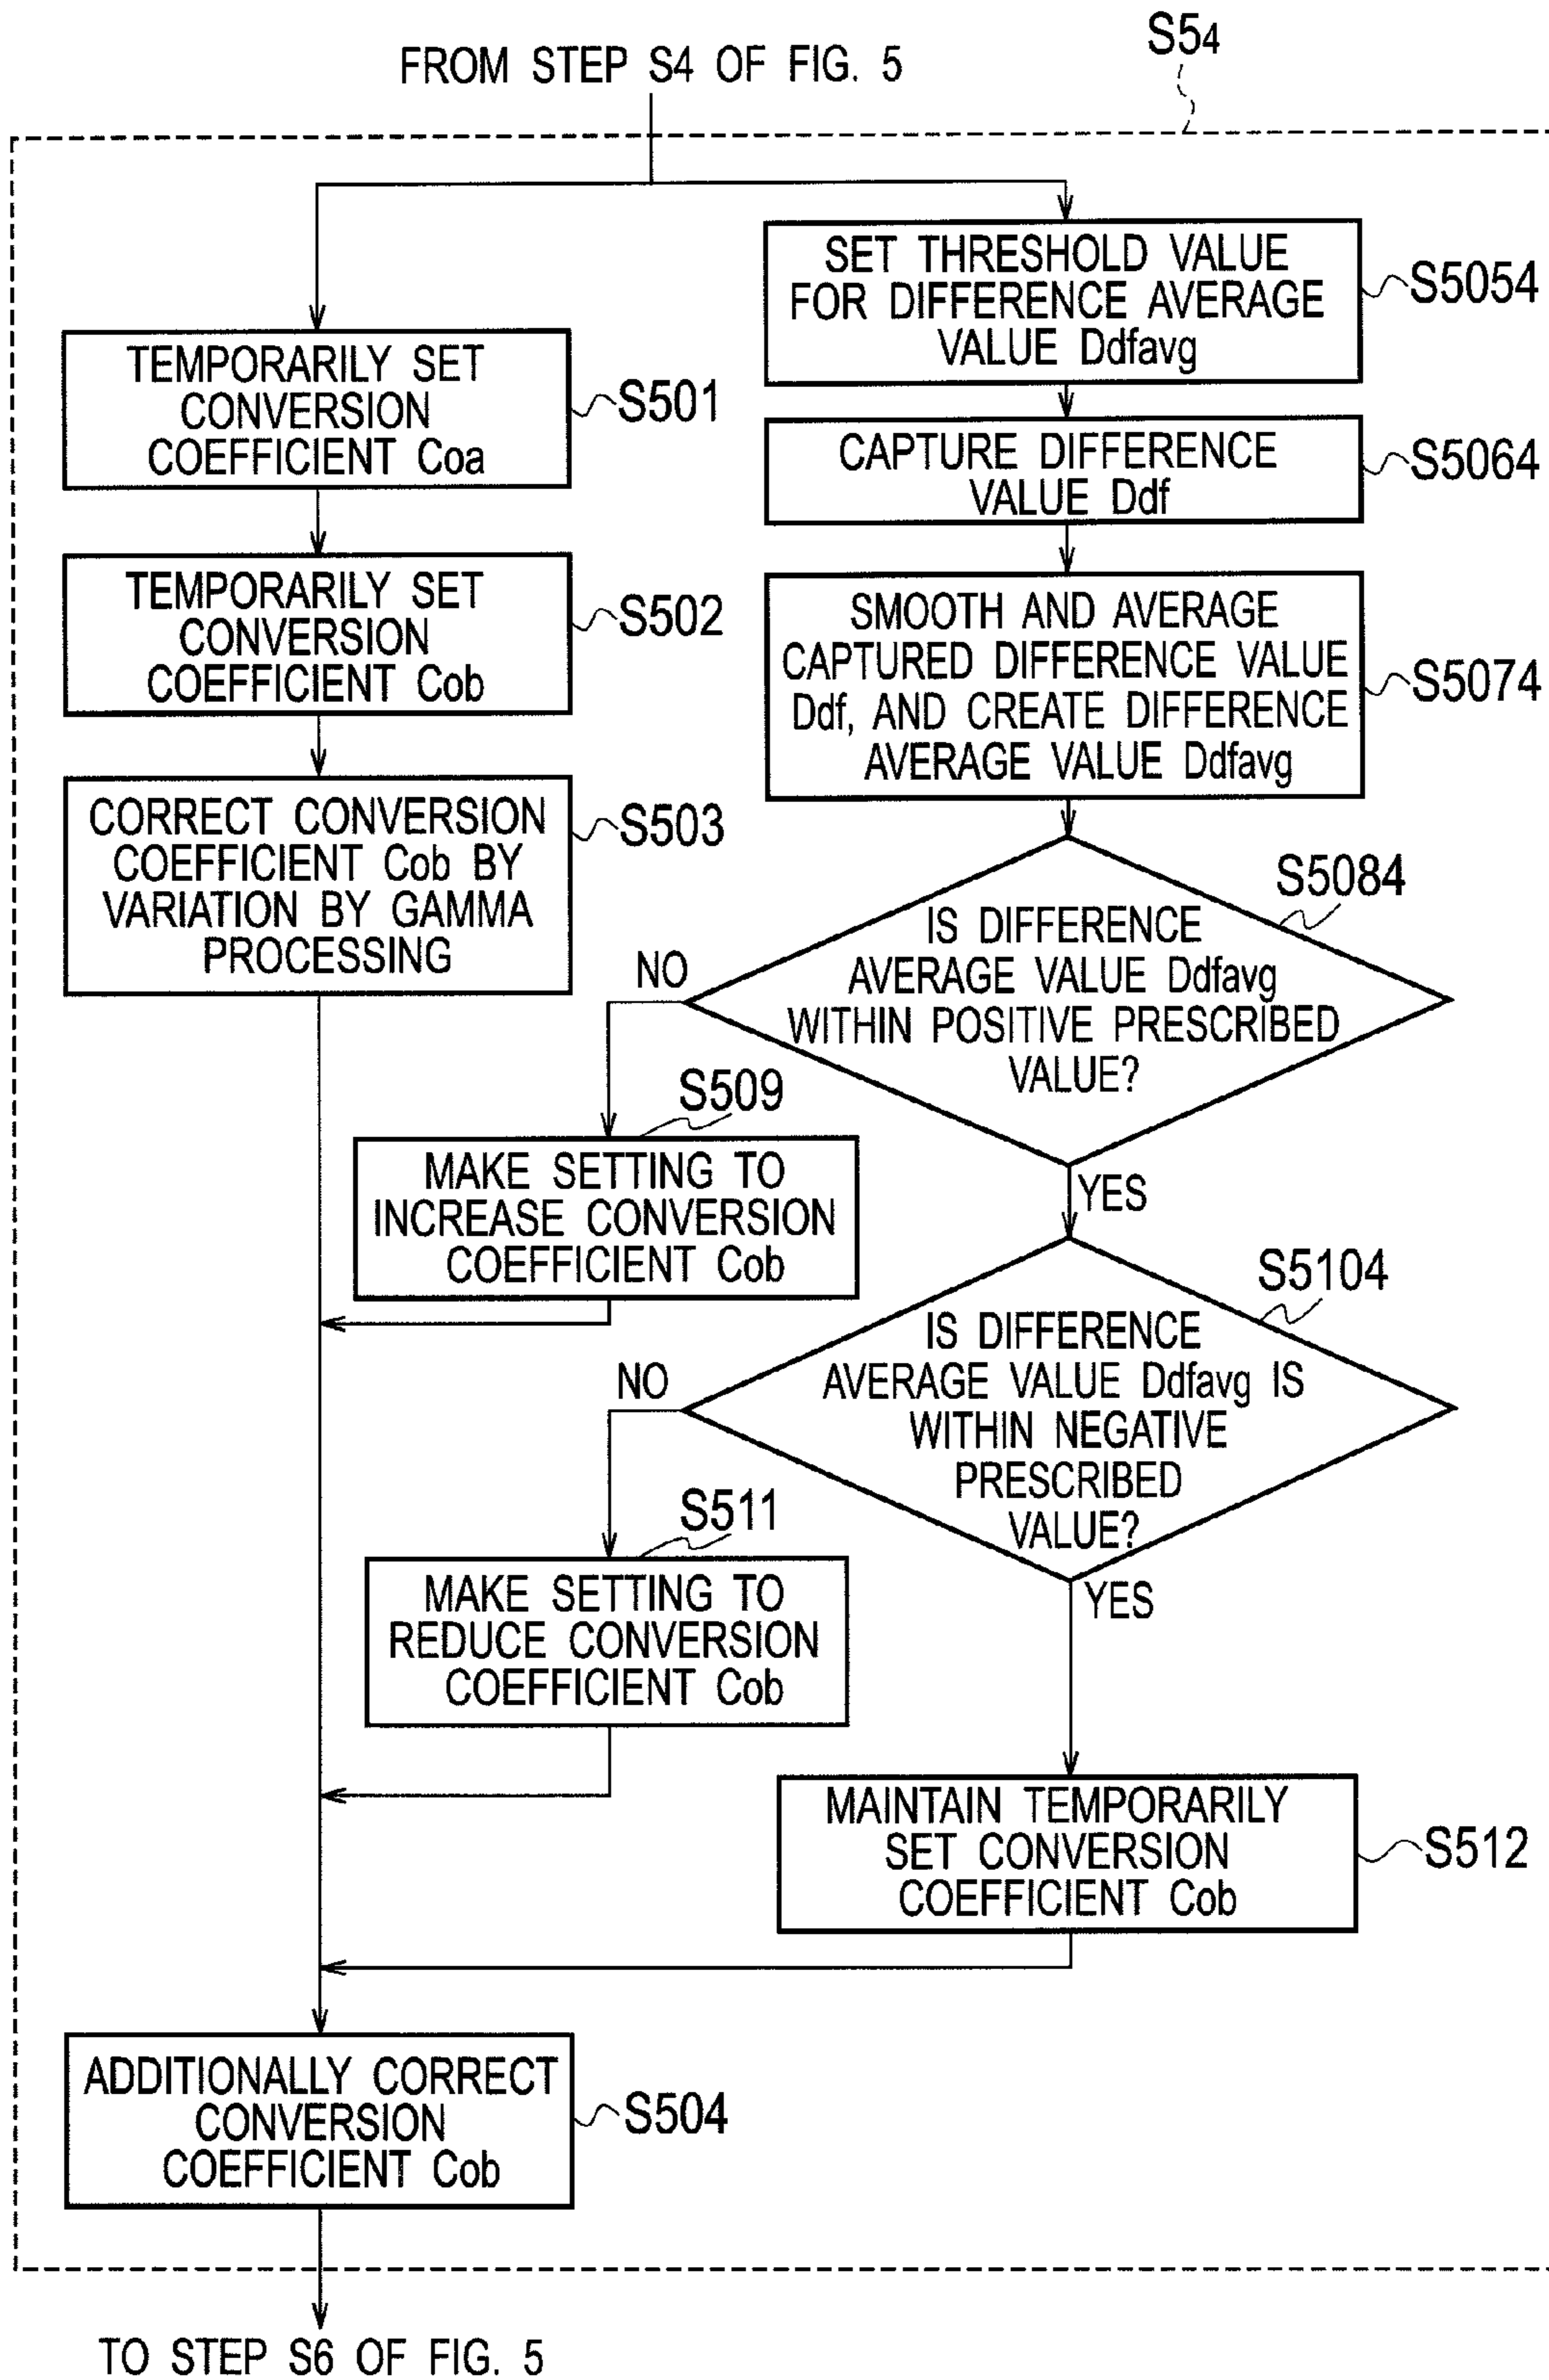 FROM STEP S4 OF FIG. 5
S54
SET THRESHOLD VALUE
FOR DIFFERENCE AVERAGE
VALUE Ddfavg
S5054
TEMPORARILY SET
CONVERSION
COEFFICIENT Coa
S501
CAPTURE DIFFERENCE
VALUE Ddf
S5064
TEMPORARILY SET
CONVERSION
COEFFICIENT Cob
S502
SMOOTH AND AVERAGE
CAPTURED DIFFERENCE VALUE
Ddf, AND CREATE DIFFERENCE
AVERAGE VALUE Ddfavg
S5074
CORRECT CONVERSION
COEFFICIENT Cob BY
VARIATION BY GAMMA
PROCESSING
S503
S5084
IS DIFFERENCE
AVERAGE VALUE Ddfavg
WITHIN POSITIVE PRESCRIBED
VALUE?
NO
S509
MAKE SETTING TO
INCREASE CONVERSION
COEFFICIENT Cob
YES
S5104
IS DIFFERENCE
AVERAGE VALUE Ddfavg IS
WITHIN NEGATIVE
PRESCRIBED
VALUE?
NO
S511
MAKE SETTING TO
REDUCE CONVERSION
COEFFICIENT Cob
YES
MAINTAIN TEMPORARILY
SET CONVERSION
COEFFICIENT Cob
S512
ADDITIONALLY CORRECT
CONVERSION
COEFFICIENT Cob
S504
TO STEP S6 OF FIG. 5